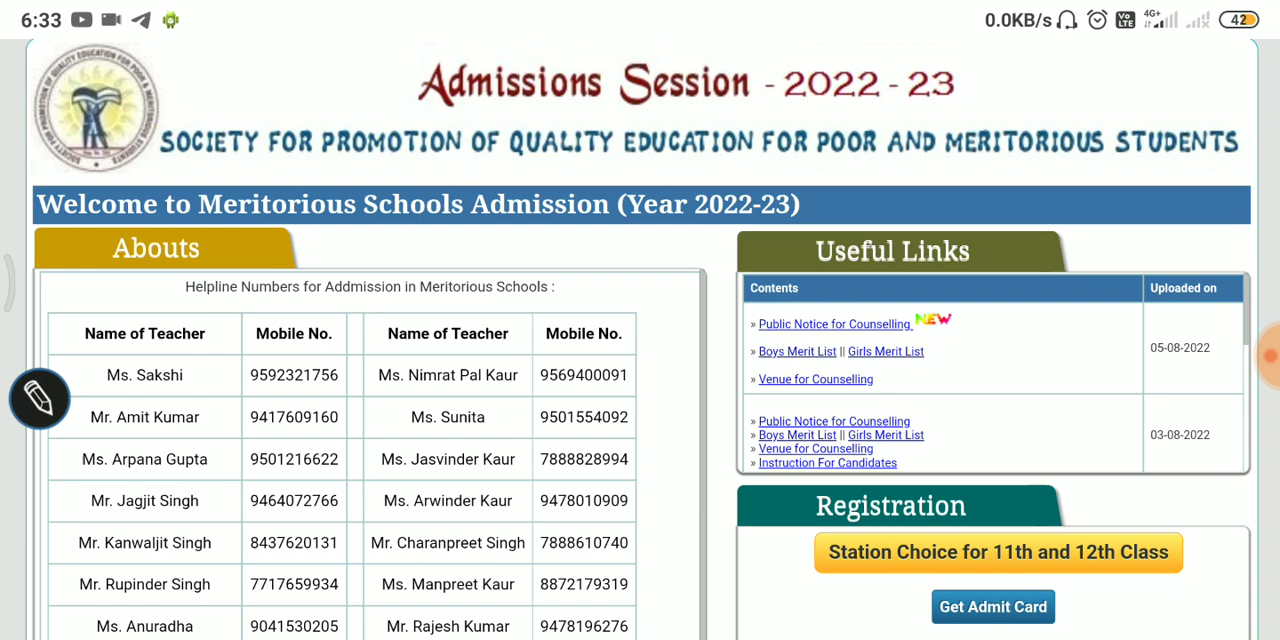 6:33
0.0KB/s
Vo LTE
4G+
42
Admissions Session - 2022 - 23
SOCIETY FOR PROMOTION OF QUALITY EDUCATION FOR POOR AND MERITORIOUS STUDENTS
Welcome to Meritorious Schools Admission (Year 2022-23)
Abouts
Helpline Numbers for Addmission in Meritorious Schools :
Name of Teacher Mobile No. Name of Teacher Mobile No.
Ms. Sakshi 9592321756 Ms. Nimrat Pal Kaur 9569400091
Mr. Amit Kumar 9417609160 Ms. Sunita 9501554092
Ms. Arpana Gupta 9501216622 Ms. Jasvinder Kaur 7888828994
Mr. Jagjit Singh 9464072766 Ms. Arwinder Kaur 9478010909
Mr. Kanwaljit Singh 8437620131 Mr. Charanpreet Singh 7888610740
Mr. Rupinder Singh 7717659934 Ms. Manpreet Kaur 8872179319
Ms. Anuradha 9041530205 Mr. Rajesh Kumar 9478196276
Useful Links
Contents Uploaded on
» Public Notice for Counselling NEW
» Boys Merit List || Girls Merit List
» Venue for Counselling
05-08-2022
» Public Notice for Counselling
» Boys Merit List || Girls Merit List
» Venue for Counselling
» Instruction For Candidates
03-08-2022
Registration
Station Choice for 11th and 12th Class
Get Admit Card